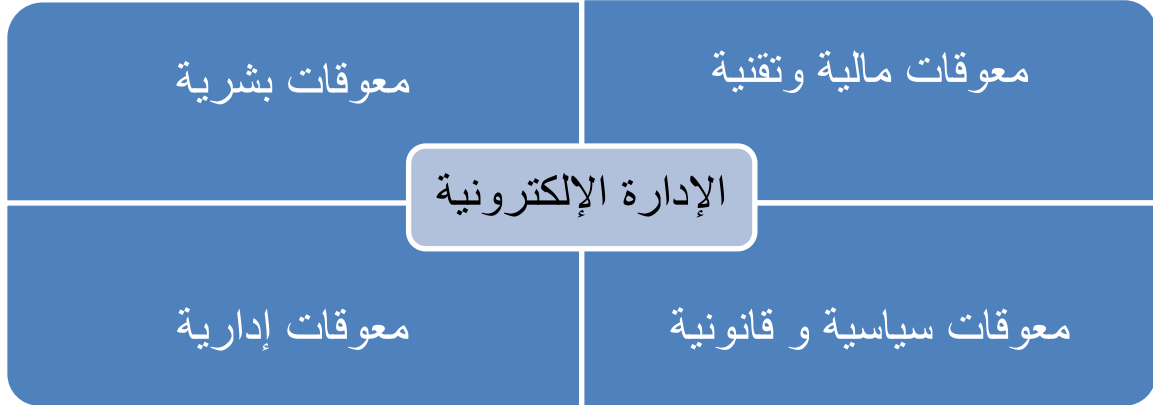 معوقات مالية وتقنية
معوقات بشرية
الإدارة الإلكترونية
معوقات سياسية و قانونية
معوقات إدارية